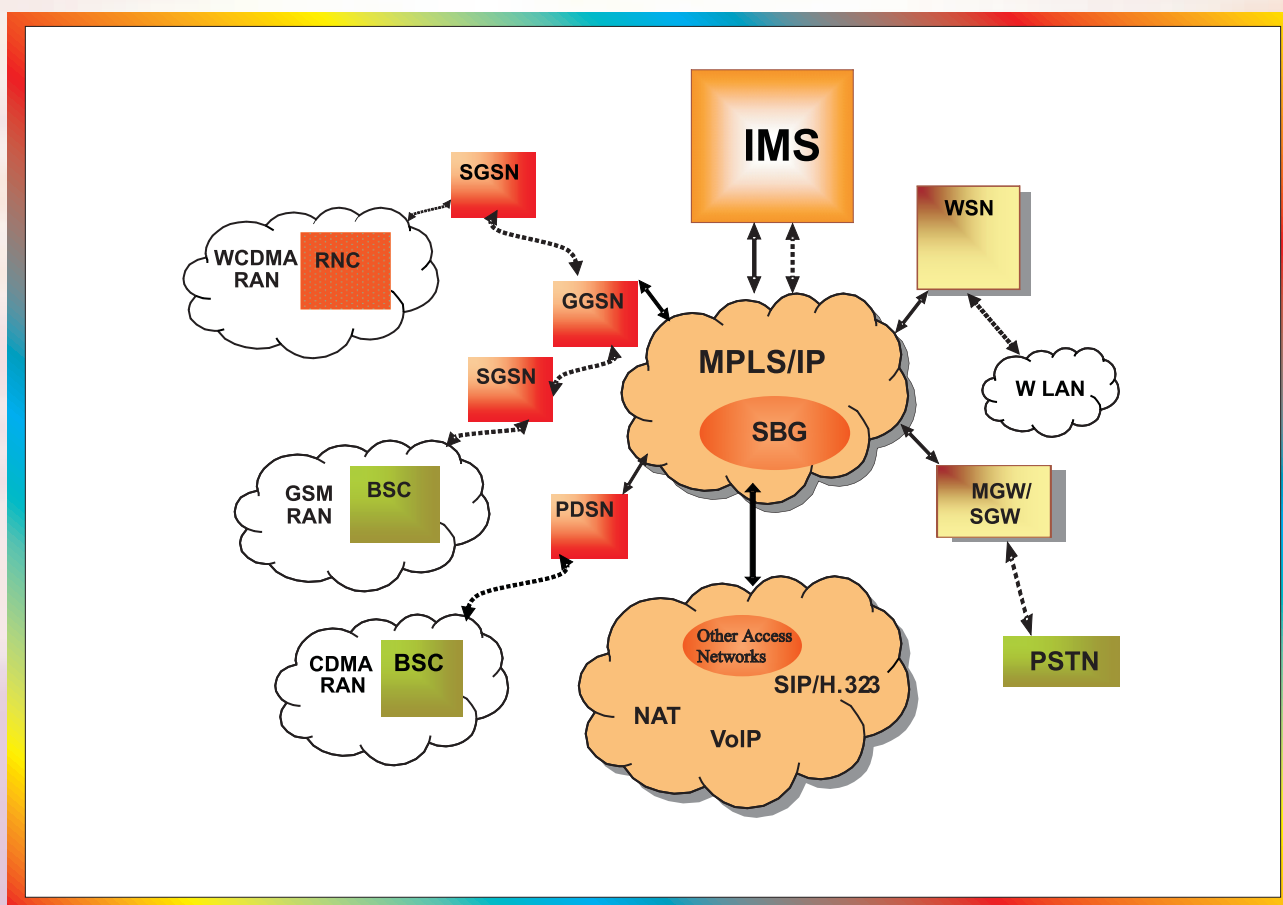 IMS
SGSN
WSN
WCDMA
RAN
RNC
GGSN
MPLS/IP
SGSN
W LAN
SBG
GSM
RAN
BSC
PDSN
MGW/
SGW
Other Access
Networks
CDMA
RAN
BSC
SIP/H.323
PSTN
NAT
VoIP